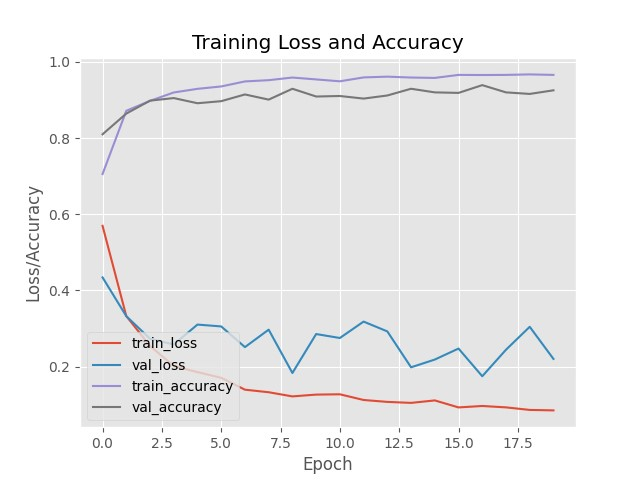 Training Loss and Accuracy
1.0
0.8
0.6
0.4
0.2
Loss/Accuracy
train_loss
val_loss
train_accuracy
val_accuracy
0.0 2.5 5.0 7.5 10.0 12.5 15.0 17.5
Epoch